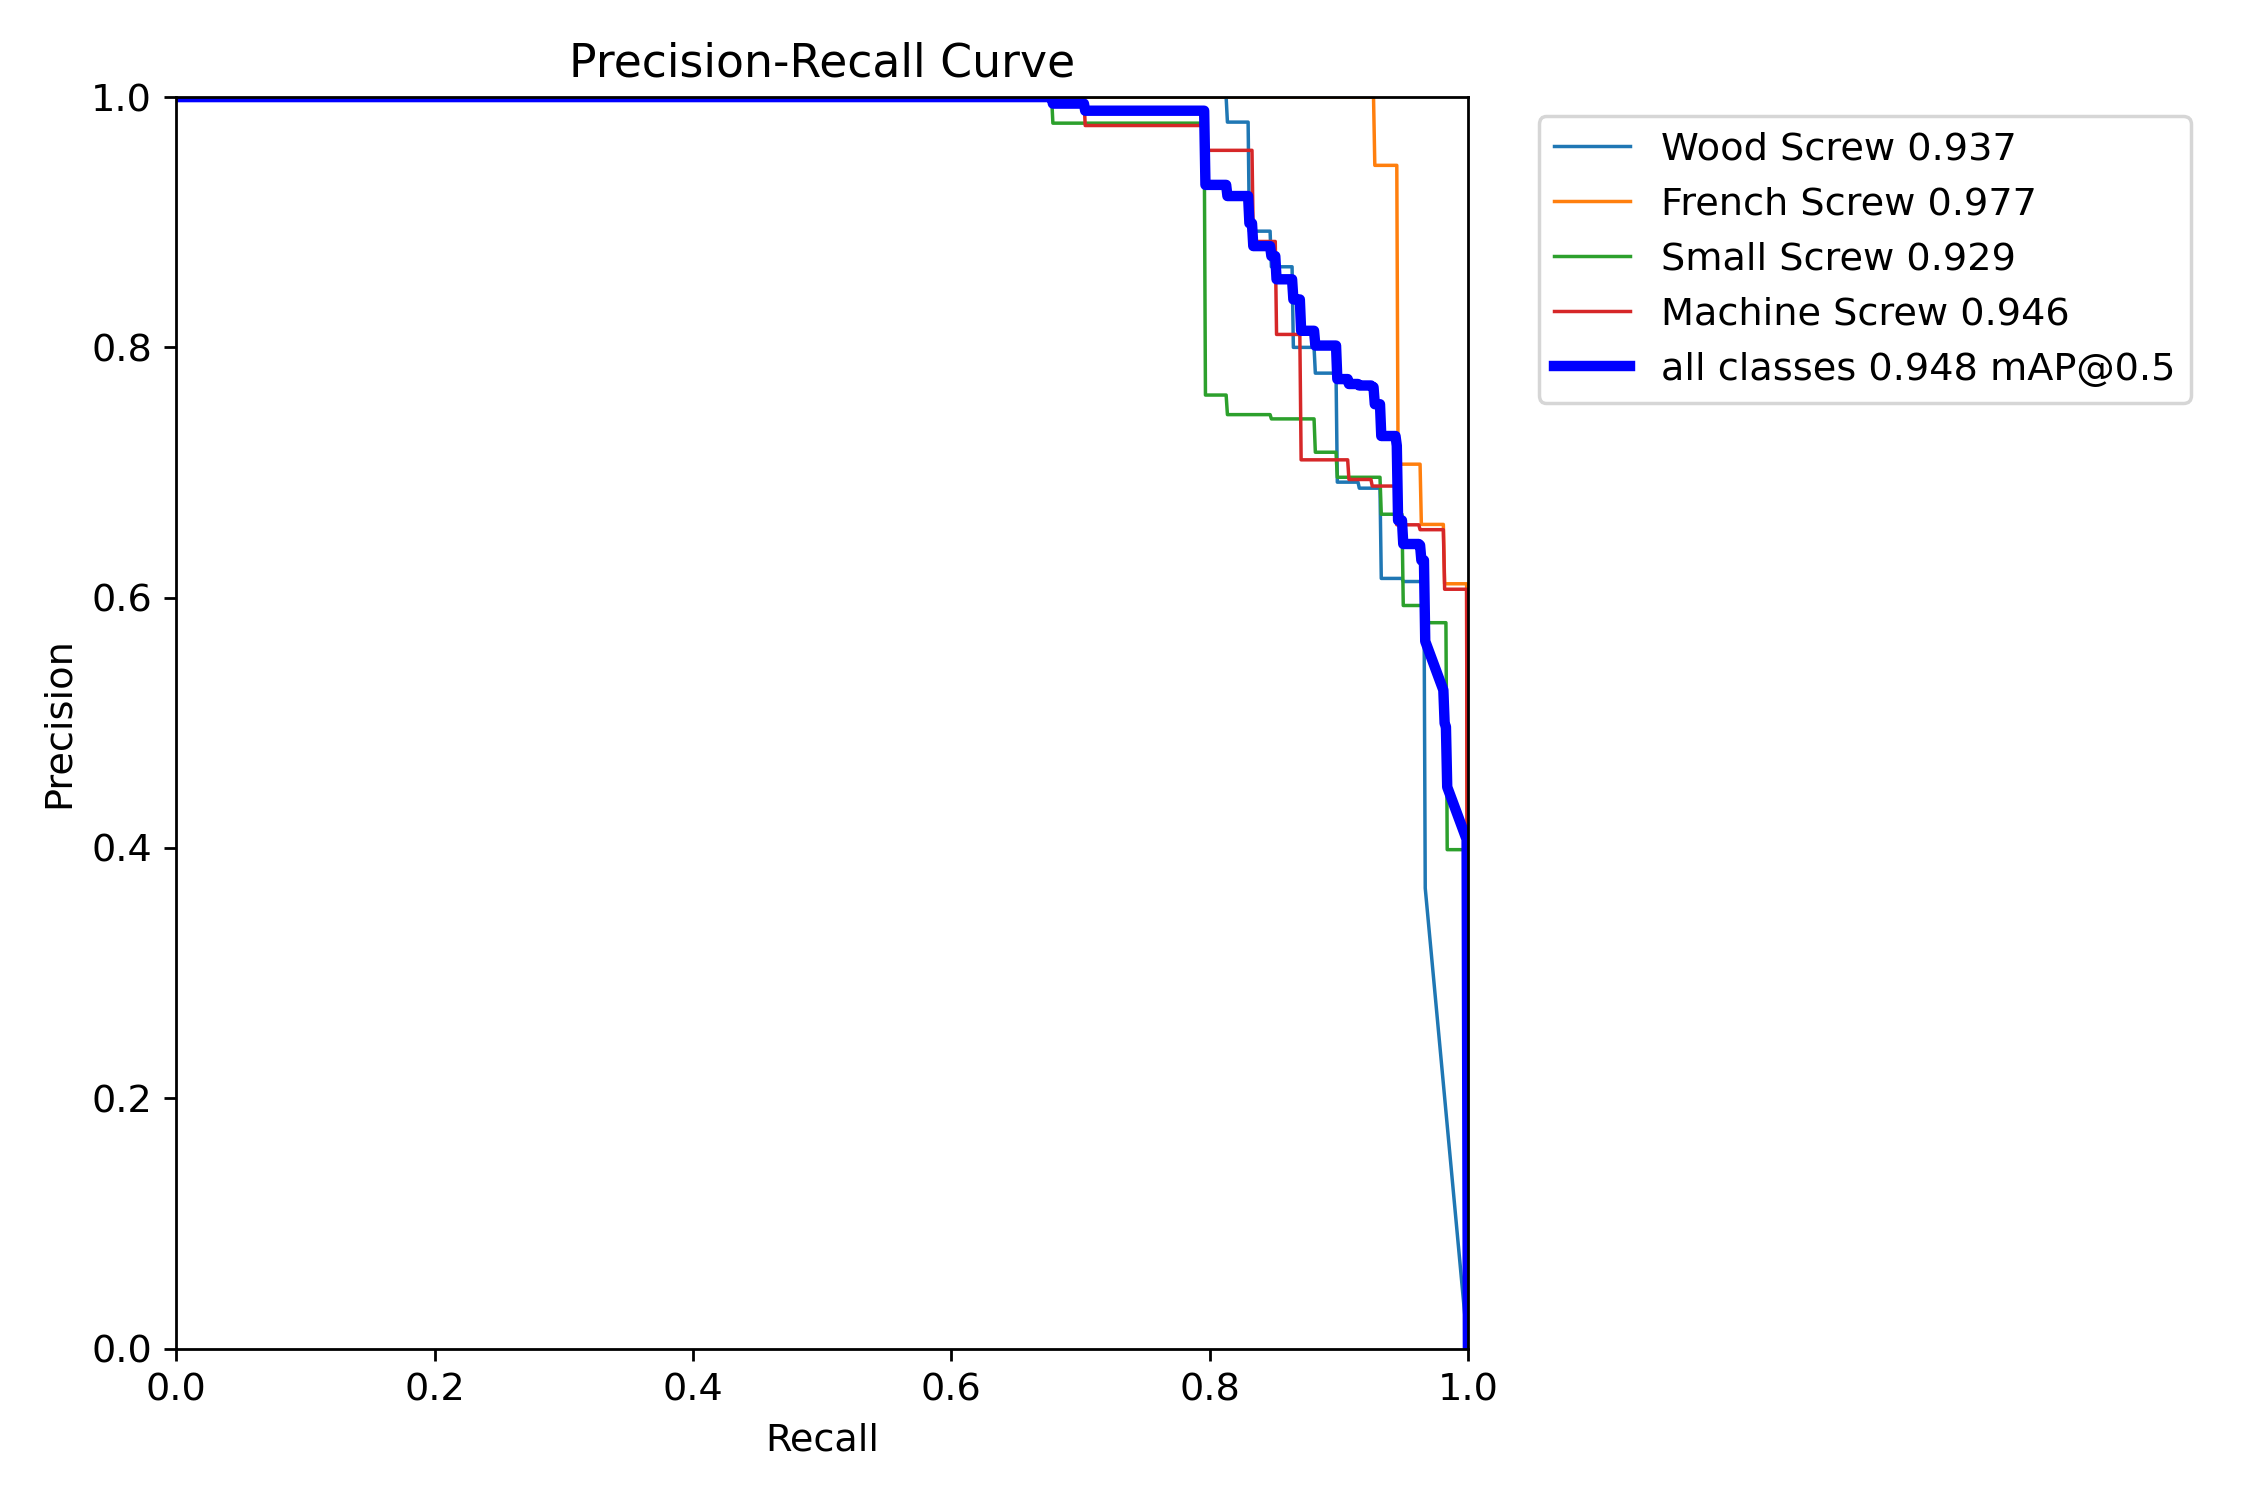 Precision-Recall Curve
1.0
0.8
0.6
0.4
0.2
0.0
Precision
0.0 0.2 0.4 0.6 0.8 1.0
Recall
Wood Screw 0.937
French Screw 0.977
Small Screw 0.929
Machine Screw 0.946
all classes 0.948 mAP@0.5